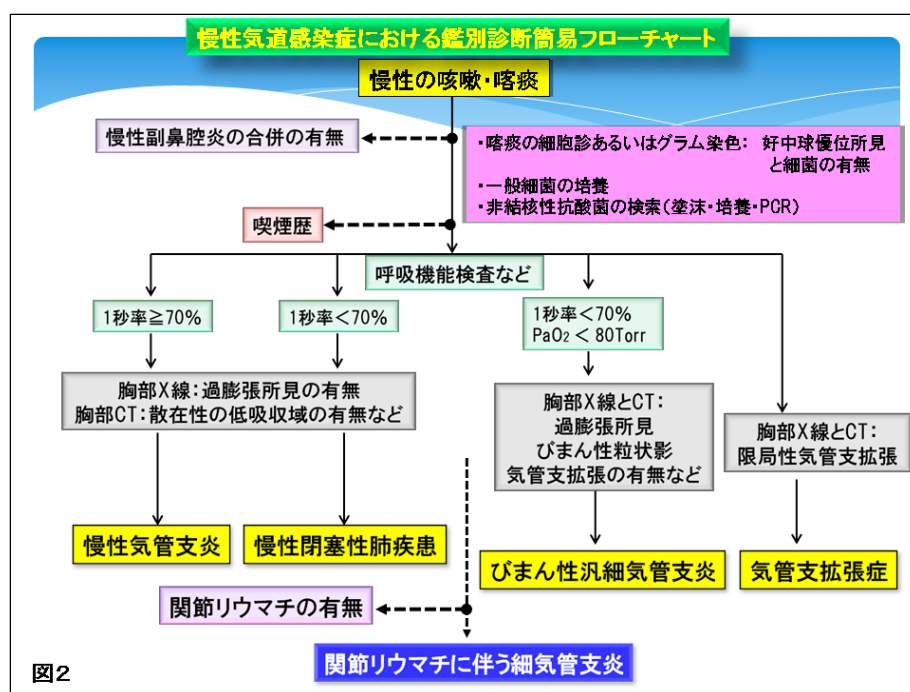 慢性気道感染症における鑑別診断簡易フローチャート
慢性の咳嗽・喀痰
慢性副鼻腔炎の合併の有無
・喀痰の細胞診あるいはグラム染色： 好中球優位所見
と細菌の有無
・一般細菌の培養
・非結核性抗酸菌の検索（塗沫・培養・PCR）
喫煙歴
呼吸機能検査など
1秒率≧70%
1秒率＜70%
1秒率＜70%
PaO2 ＜ 80Torr
胸部X線：過膨張所見の有無
胸部CT：散在性の低吸収域の有無など
胸部X線とCT：
過膨張所見
びまん性粒状影
気管支拡張の有無など
胸部X線とCT：
限局性気管支拡張
慢性気管支炎
慢性閉塞性肺疾患
びまん性汎細気管支炎
気管支拡張症
関節リウマチの有無
関節リウマチに伴う細気管支炎
図2